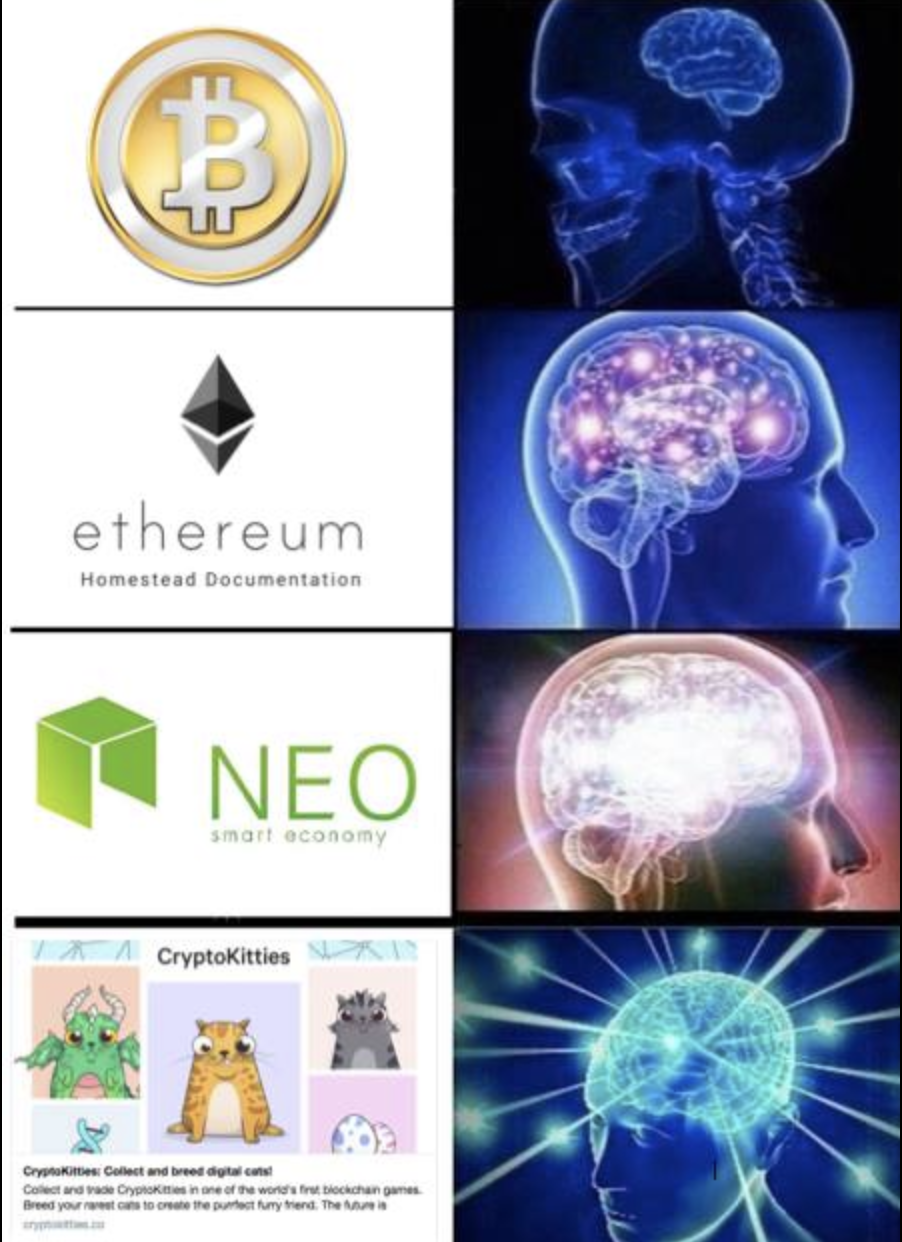 ethereum
Homestead Documentation
NEO
smart economy
CryptoKitties
CryptoKitties: Collect and breed digital cats!
Collect and trade CryptoKitties in one of the world's first blockchain games.
Breed your rarest cats to create the purrfect furry friend. The future is
cryptokitties.co